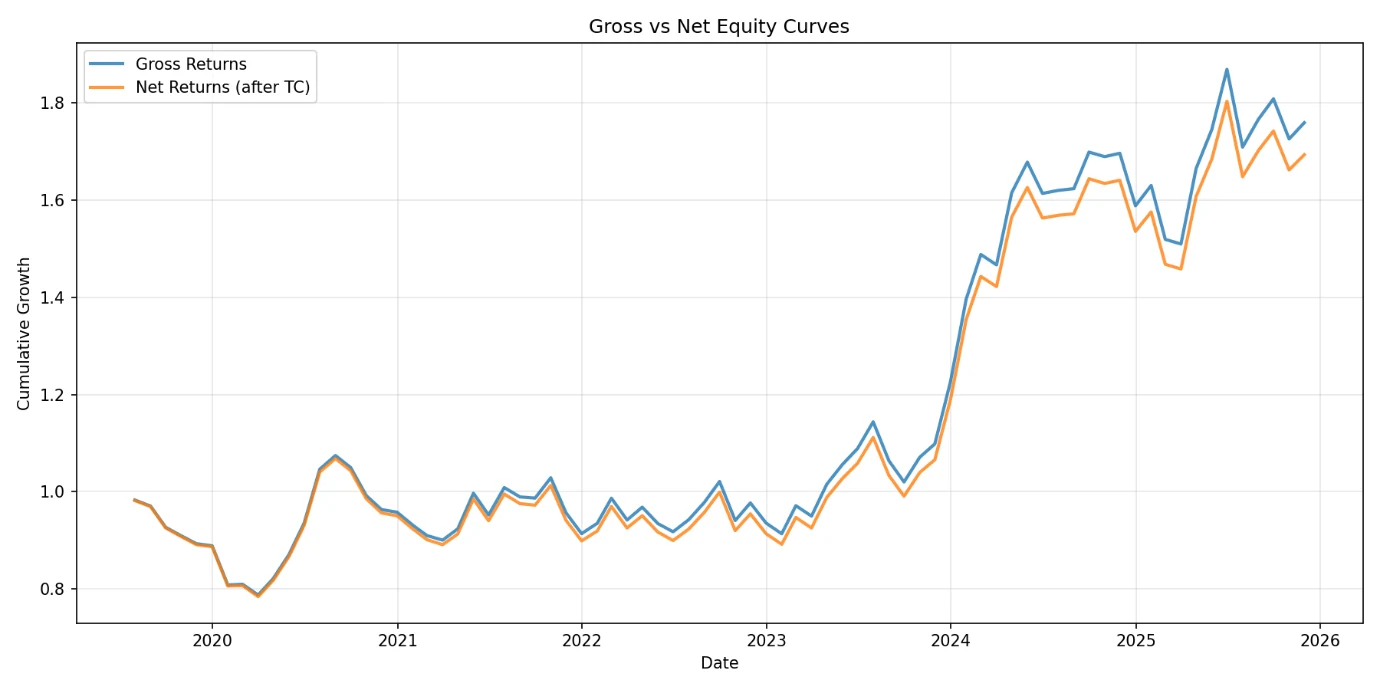 Gross vs Net Equity Curves
Gross Returns
Net Returns (after TC)
1.8
1.6
1.4
1.2
1.0
0.8
Cumulative Growth
2020 2021 2022 2023 2024 2025 2026
Date